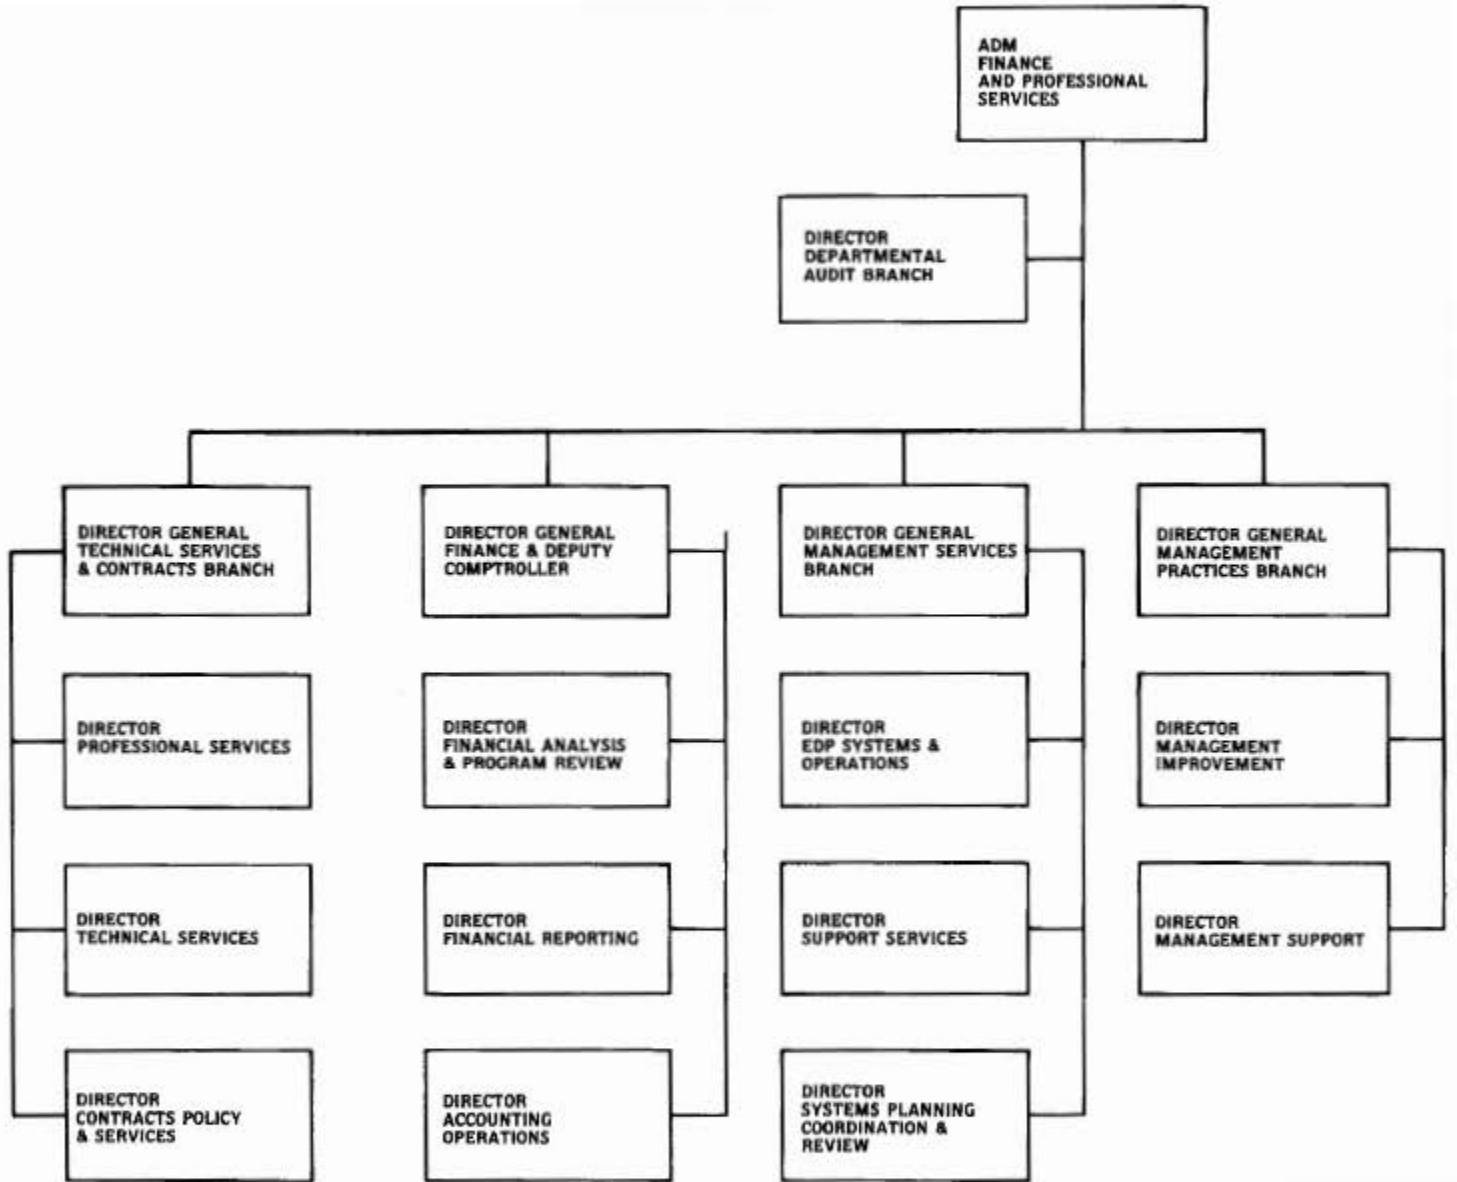 ADM
FINANCE
AND PROFESSIONAL
SERVICES
DIRECTOR
DEPARTMENTAL
AUDIT BRANCH
DIRECTOR GENERAL
TECHNICAL SERVICES
& CONTRACTS BRANCH
DIRECTOR GENERAL
FINANCE & DEPUTY
COMPTROLLER
DIRECTOR GENERAL
MANAGEMENT SERVICES
BRANCH
DIRECTOR GENERAL
MANAGEMENT
PRACTICES BRANCH
DIRECTOR
PROFESSIONAL SERVICES
DIRECTOR
FINANCIAL ANALYSIS
& PROGRAM REVIEW
DIRECTOR
EDP SYSTEMS &
OPERATIONS
DIRECTOR
MANAGEMENT
IMPROVEMENT
DIRECTOR
TECHNICAL SERVICES
DIRECTOR
FINANCIAL REPORTING
DIRECTOR
SUPPORT SERVICES
DIRECTOR
MANAGEMENT SUPPORT
DIRECTOR
CONTRACTS POLICY
& SERVICES
DIRECTOR
ACCOUNTING
OPERATIONS
DIRECTOR
SYSTEMS PLANNING
COORDINATION &
REVIEW